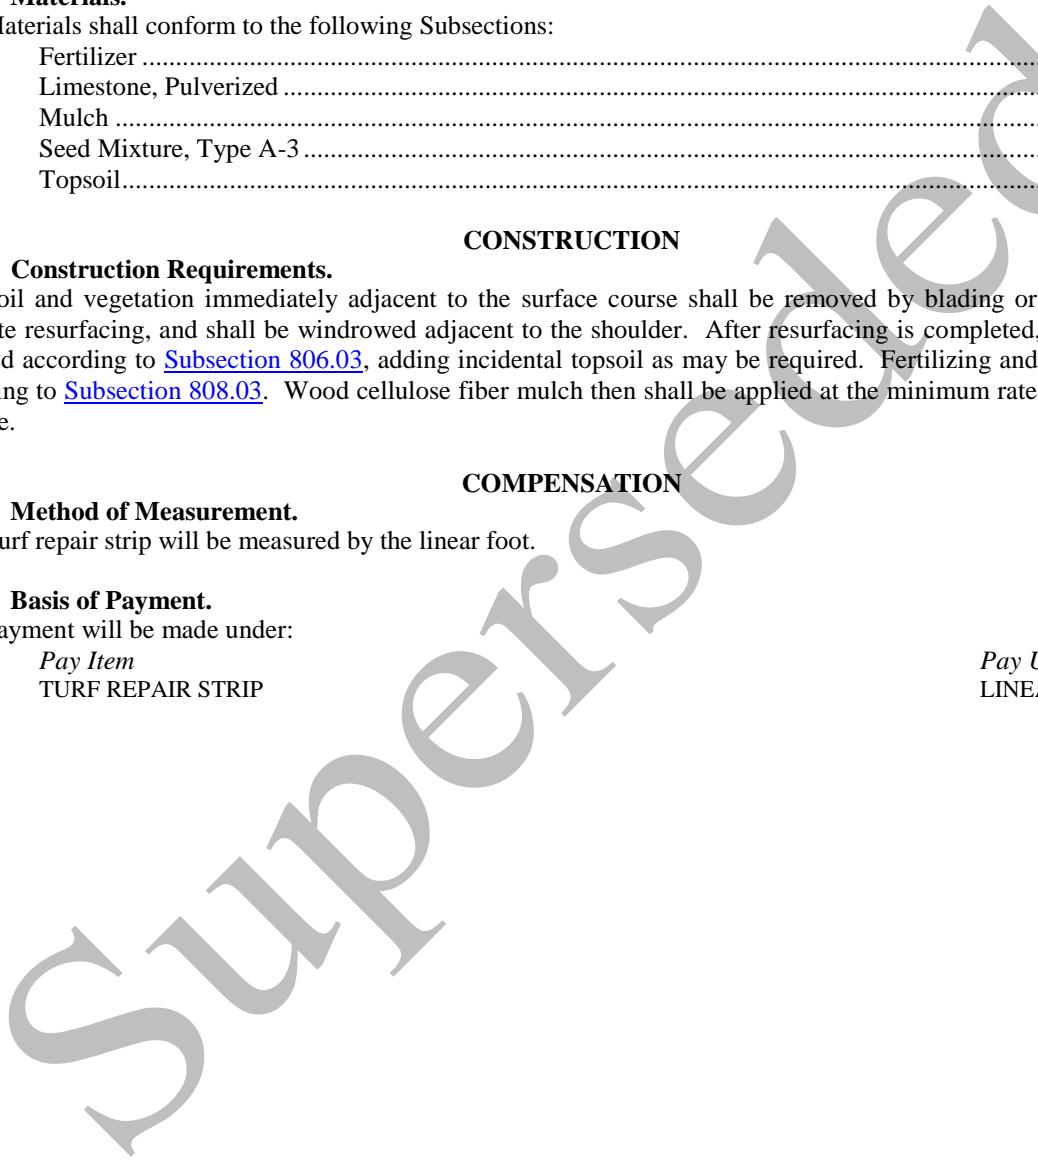 Materials.
Materials shall conform to the following Subsections:
Fertilizer ....................................................................................................
Limestone, Pulverized ....................................................................................................
Mulch ....................................................................................................
Seed Mixture, Type A-3 ....................................................................................................
Topsoil....................................................................................................
CONSTRUCTION
Construction Requirements.
oil and vegetation immediately adjacent to the surface course shall be removed by blading or
te resurfacing, and shall be windrowed adjacent to the shoulder. After resurfacing is completed,
d according to Subsection 806.03, adding incidental topsoil as may be required. Fertilizing and
ing to Subsection 808.03. Wood cellulose fiber mulch then shall be applied at the minimum rate
e.
COMPENSATION
Method of Measurement.
urf repair strip will be measured by the linear foot.
Basis of Payment.
ayment will be made under:
Pay Item Pay U
TURF REPAIR STRIP LINEA
Superseded